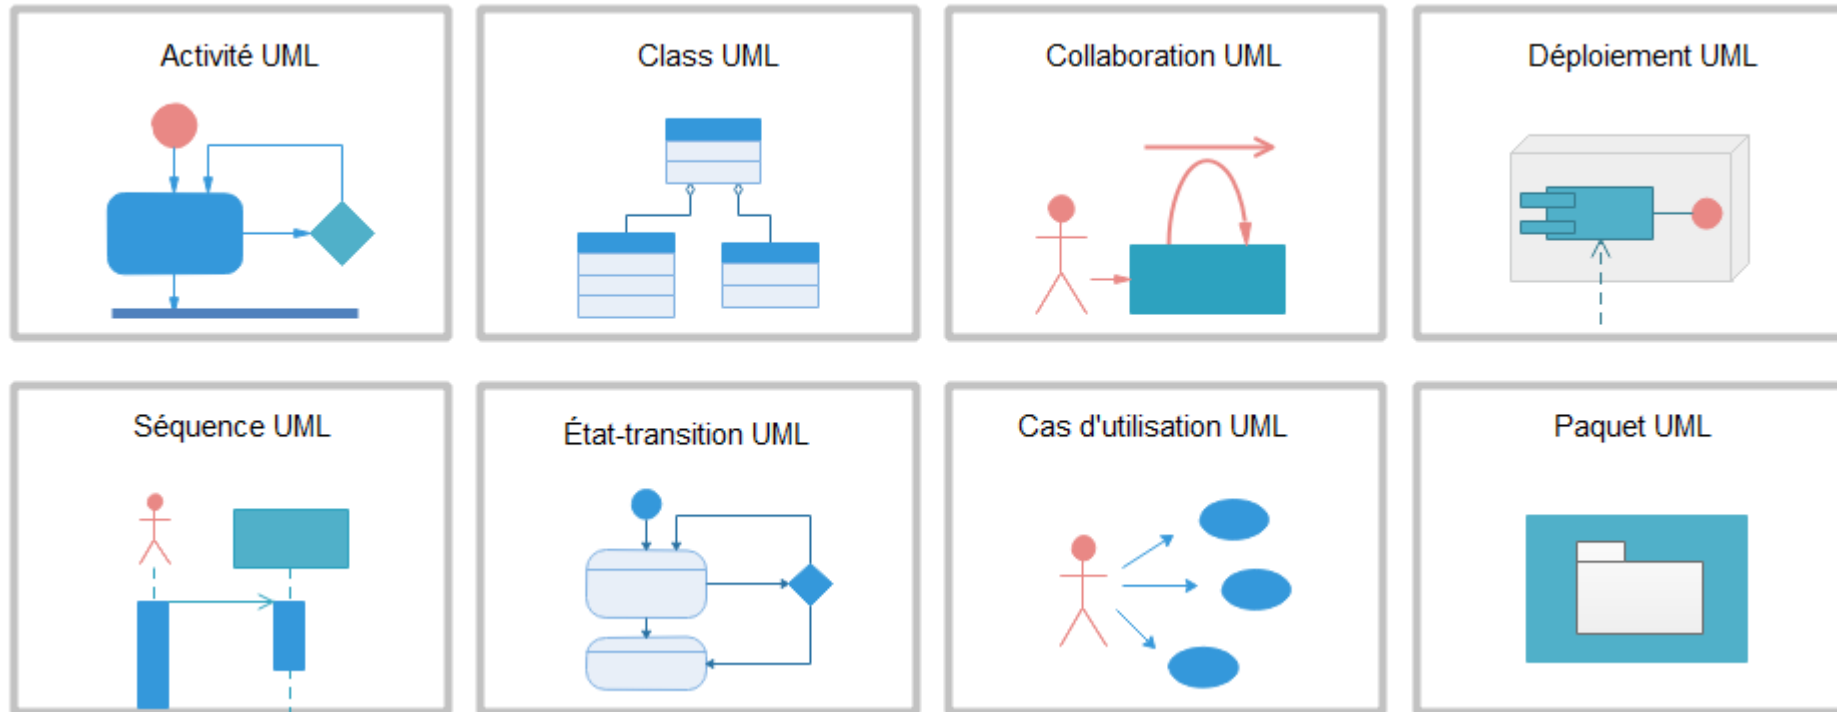 Activité UML
Class UML
Collaboration UML
Déploiement UML
Séquence UML
État-transition UML
Cas d'utilisation UML
Paquet UML